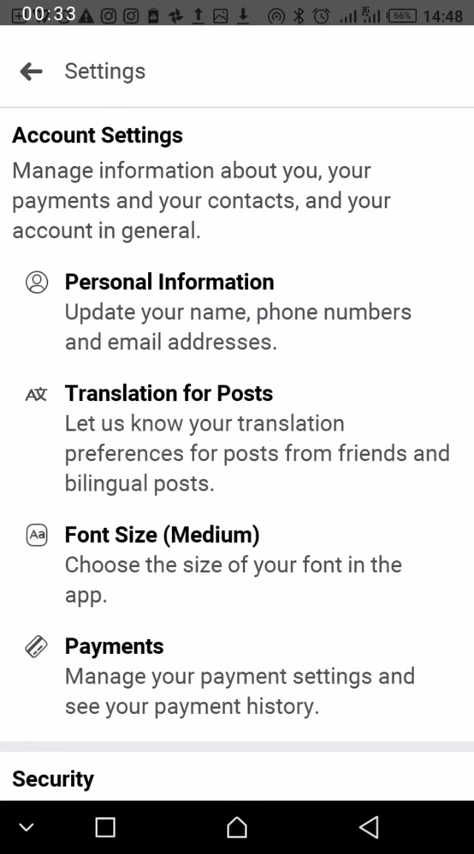 00:33
66%
14:48
Settings
Account Settings
Manage information about you, your
payments and your contacts, and your
account in general.
Personal Information
Update your name, phone numbers
and email addresses.
Translation for Posts
Let us know your translation
preferences for posts from friends and
bilingual posts.
Aa
Font Size (Medium)
Choose the size of your font in the
app.
Payments
Manage your payment settings and
see your payment history.
Security